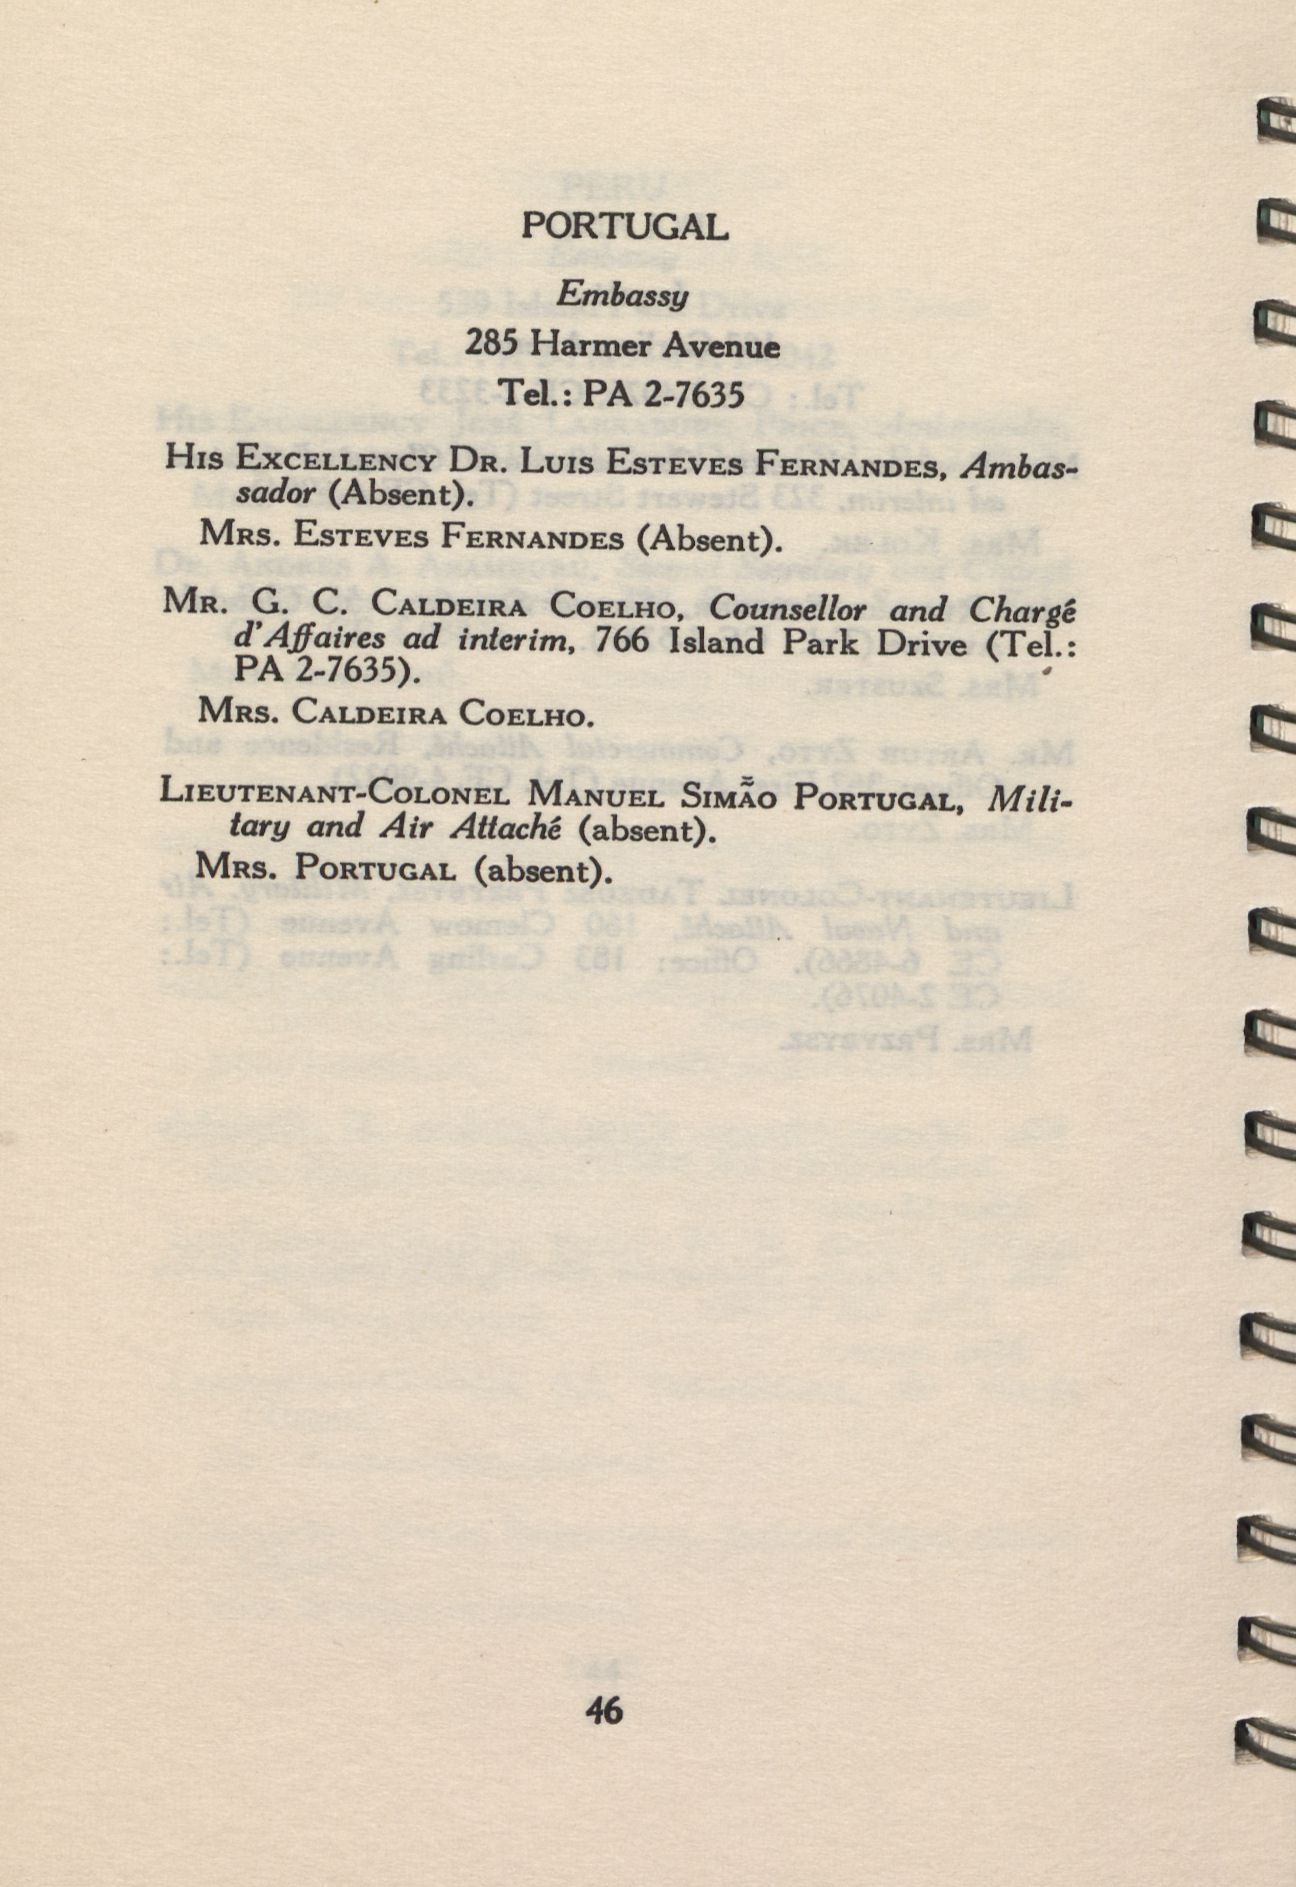 PORTUGAL
Embassy
285 Harmer Avenue
Tel.: PA 2-7635
His Excellency Dr. Luis Esteves Fernandes, Ambas-
sador (Absent).
Mrs. Esteves Fernandes (Absent).
Mr. G. C. Caldeira Coelho, Counsellor and Chargé
d'Affaires ad interim, 766 Island Park Drive (Tel.:
PA 2-7635).
Mrs. Caldeira Coelho.
Lieutenant-Colonel Manuel Simão Portugal, Mili-
tary and Air Attaché (absent).
Mrs. Portugal (absent).
46